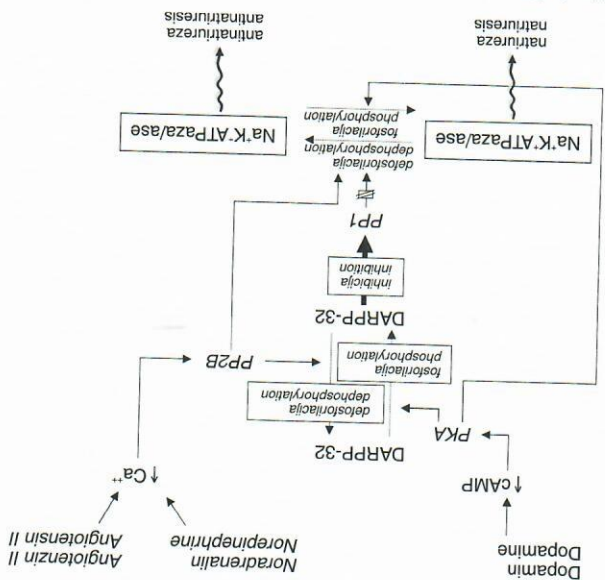 Dopamin
Dopamine
Noradrenalin
Norepinephrine
Angiotenzin II
Angiotensin II
↑cAMP
↑Ca⁺⁺
PKA
DARPP-32
defosforilacija
dephosphorylation
fosforilacija
phosphorylation
PP2B
DARPP-32
inhibicija
inhibition
PP1
defosforilacija
dephosphorylation
fosforilacija
phosphorylation
Na⁺K⁺ATPaza/ase
Na⁺K⁺ATPaza/ase
natriureza
natriuresis
antinatriureza
antinatriuresis